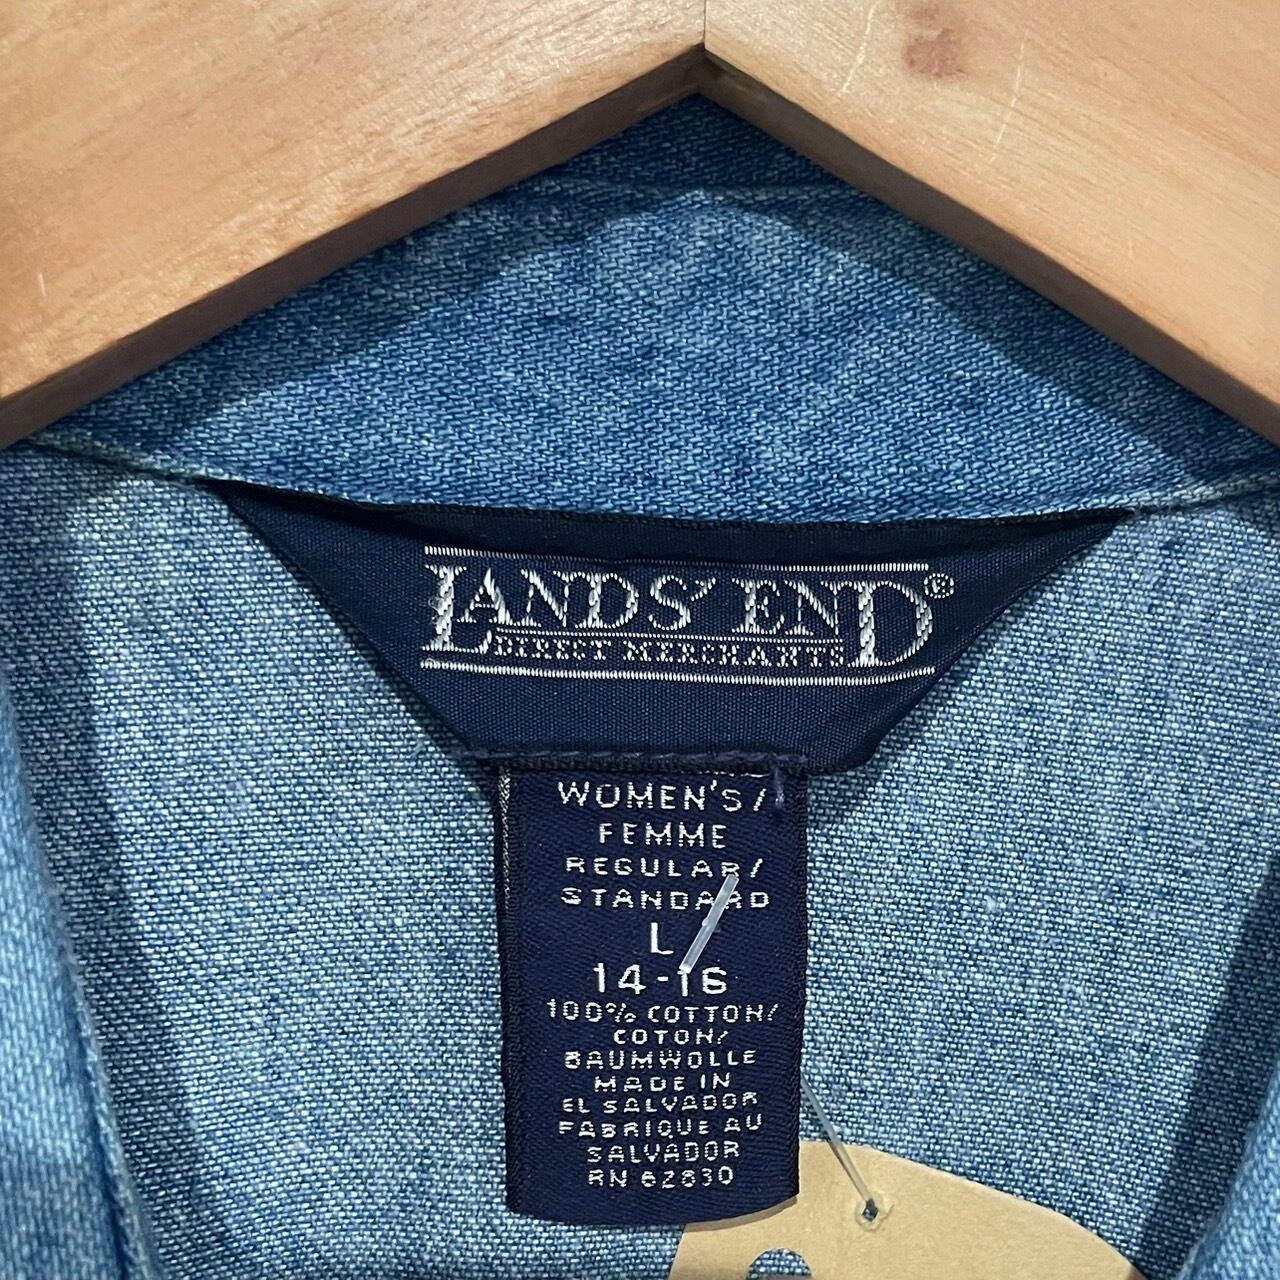 LANDS' END®
DIRECT MERCHANTS
WOMEN'S/
FEMME
REGULAR/
STANDARD
L
14-16
100% COTTON/
COTON/
BAUMWOLLE
MADE IN
EL SALVADOR
FABRIQUE AU
SALVADOR
RN 62830